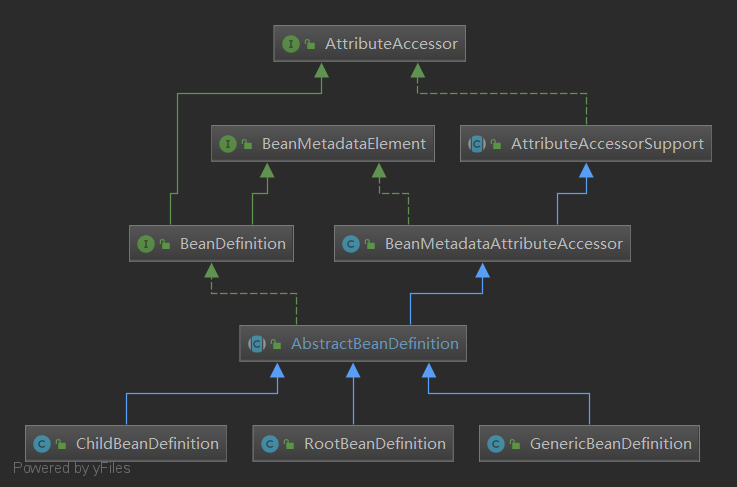 AttributeAccessor
BeanMetadataElement
AttributeAccessorSupport
BeanDefinition
BeanMetadataAttributeAccessor
AbstractBeanDefinition
ChildBeanDefinition
RootBeanDefinition
GenericBeanDefinition
Powered by yFiles